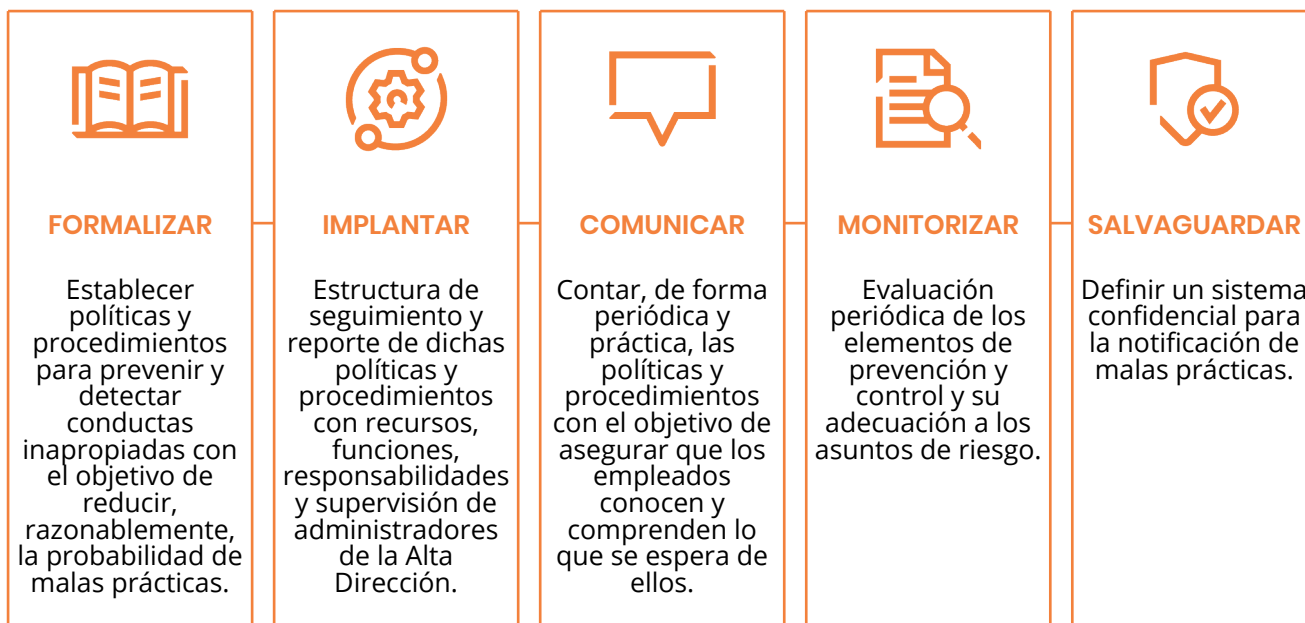 FORMALIZAR
Establecer
políticas y
procedimientos
para prevenir y
detectar
conductas
inapropiadas con
el objetivo de
reducir,
razonablemente,
la probabilidad de
malas prácticas.
IMPLANTAR
Estructura de
seguimiento y
reporte de dichas
políticas y
procedimientos
con recursos,
funciones,
responsabilidades
y supervisión de
administradores
de la Alta
Dirección.
COMUNICAR
Contar, de forma
periódica y
práctica, las
políticas y
procedimientos
con el objetivo de
asegurar que los
empleados
conocen y
comprenden lo
que se espera de
ellos.
MONITORIZAR
Evaluación
periódica de los
elementos de
prevención y
control y su
adecuación a los
asuntos de riesgo.
SALVAGUARDAR
Definir un sistema
confidencial para
la notificación de
malas prácticas.